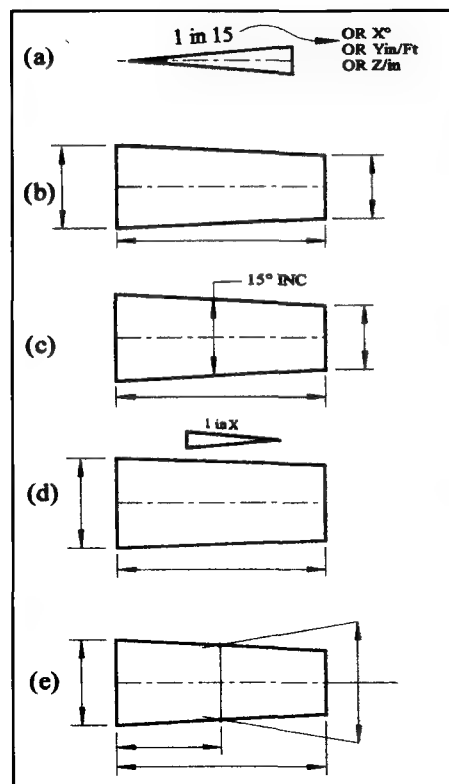 1 in 15
OR X°
OR Yin/Ft
OR Z/in
(a)
(b)
15° INC
(c)
1 in X
(d)
(e)